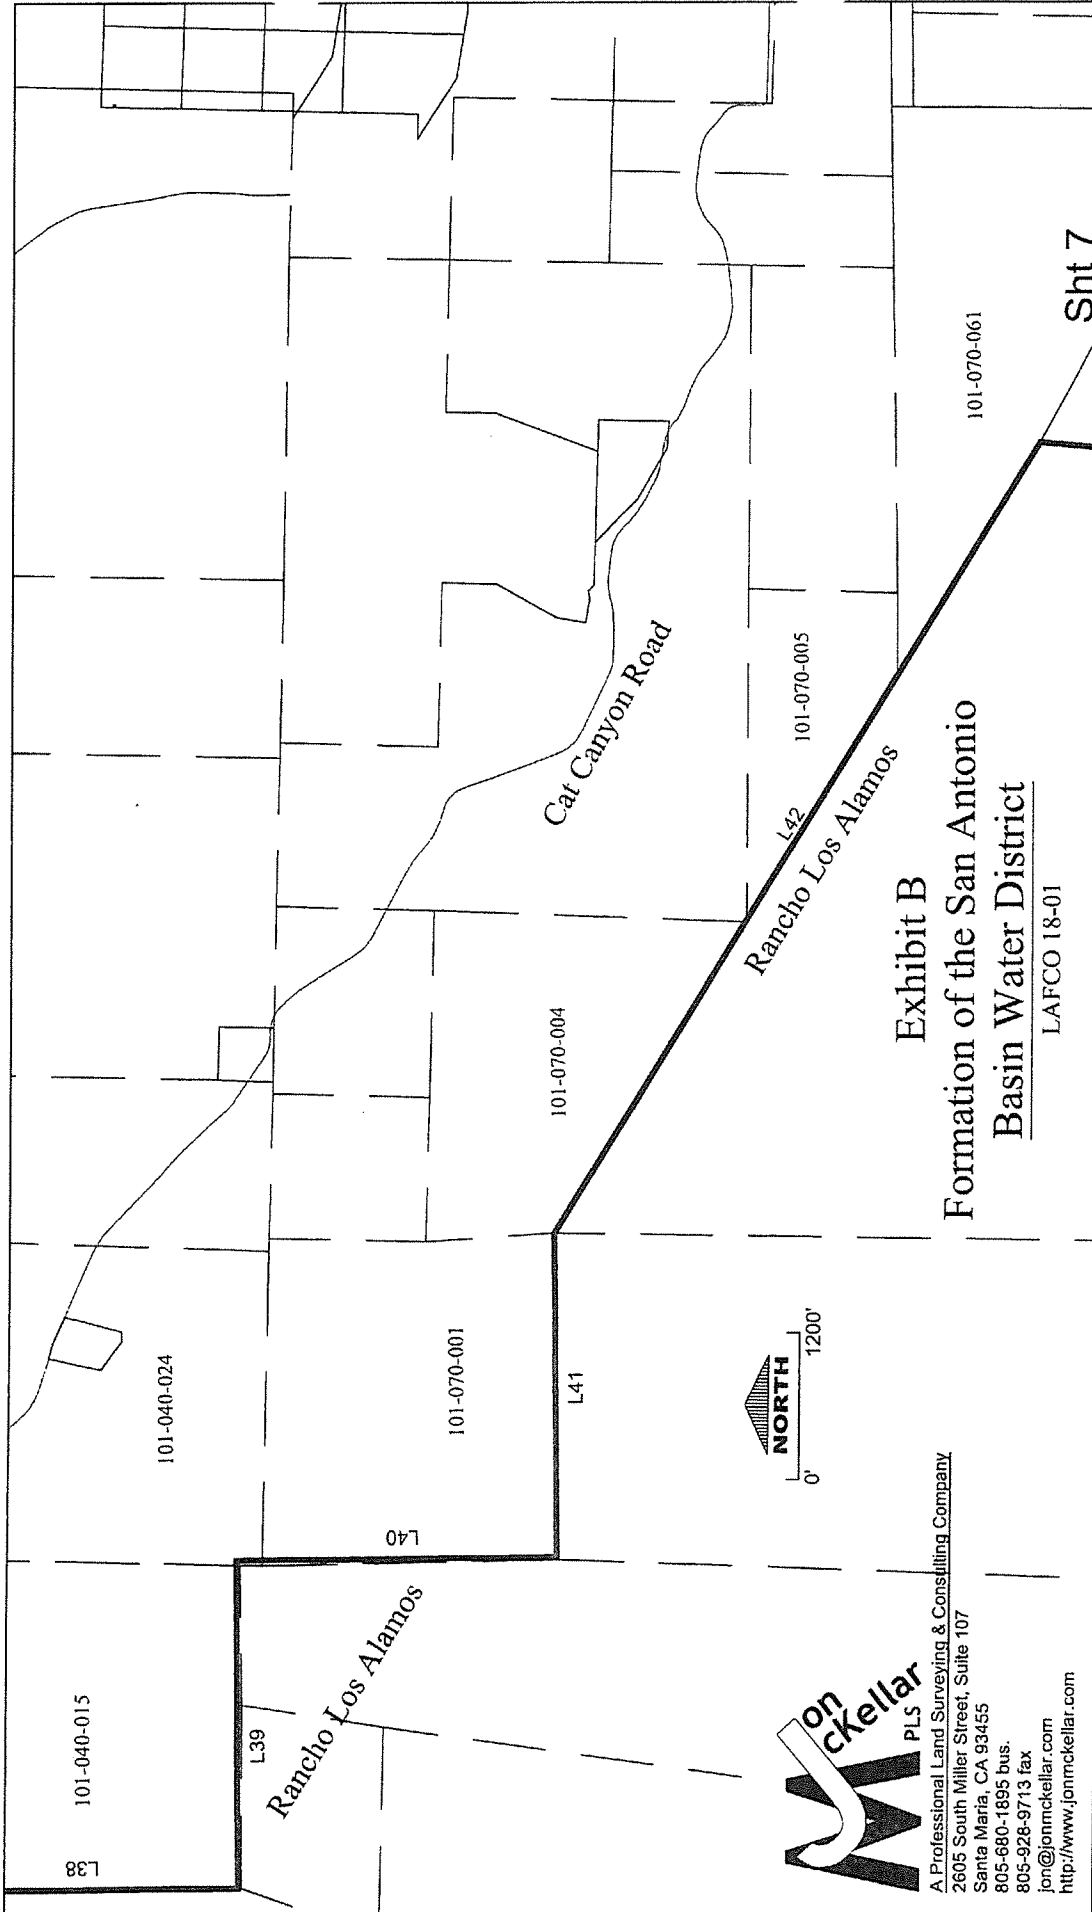 L38
101-040-015
L39
Rancho Los Alamos
L40
101-040-024
101-070-001
L41
101-070-004
Cat Canyon Road
L42
Rancho Los Alamos
101-070-005
101-070-061
Sht 7
NORTH
0' 1200'
Exhibit B
Formation of the San Antonio
Basin Water District
LAFCO 18-01
on
cKellar
PLS
A Professional Land Surveying & Consulting Company
2605 South Miller Street, Suite 107
Santa Maria, CA 93455
805-680-1895 bus.
805-928-9713 fax
jon@jonmckellar.com
http://www.jonmckellar.com